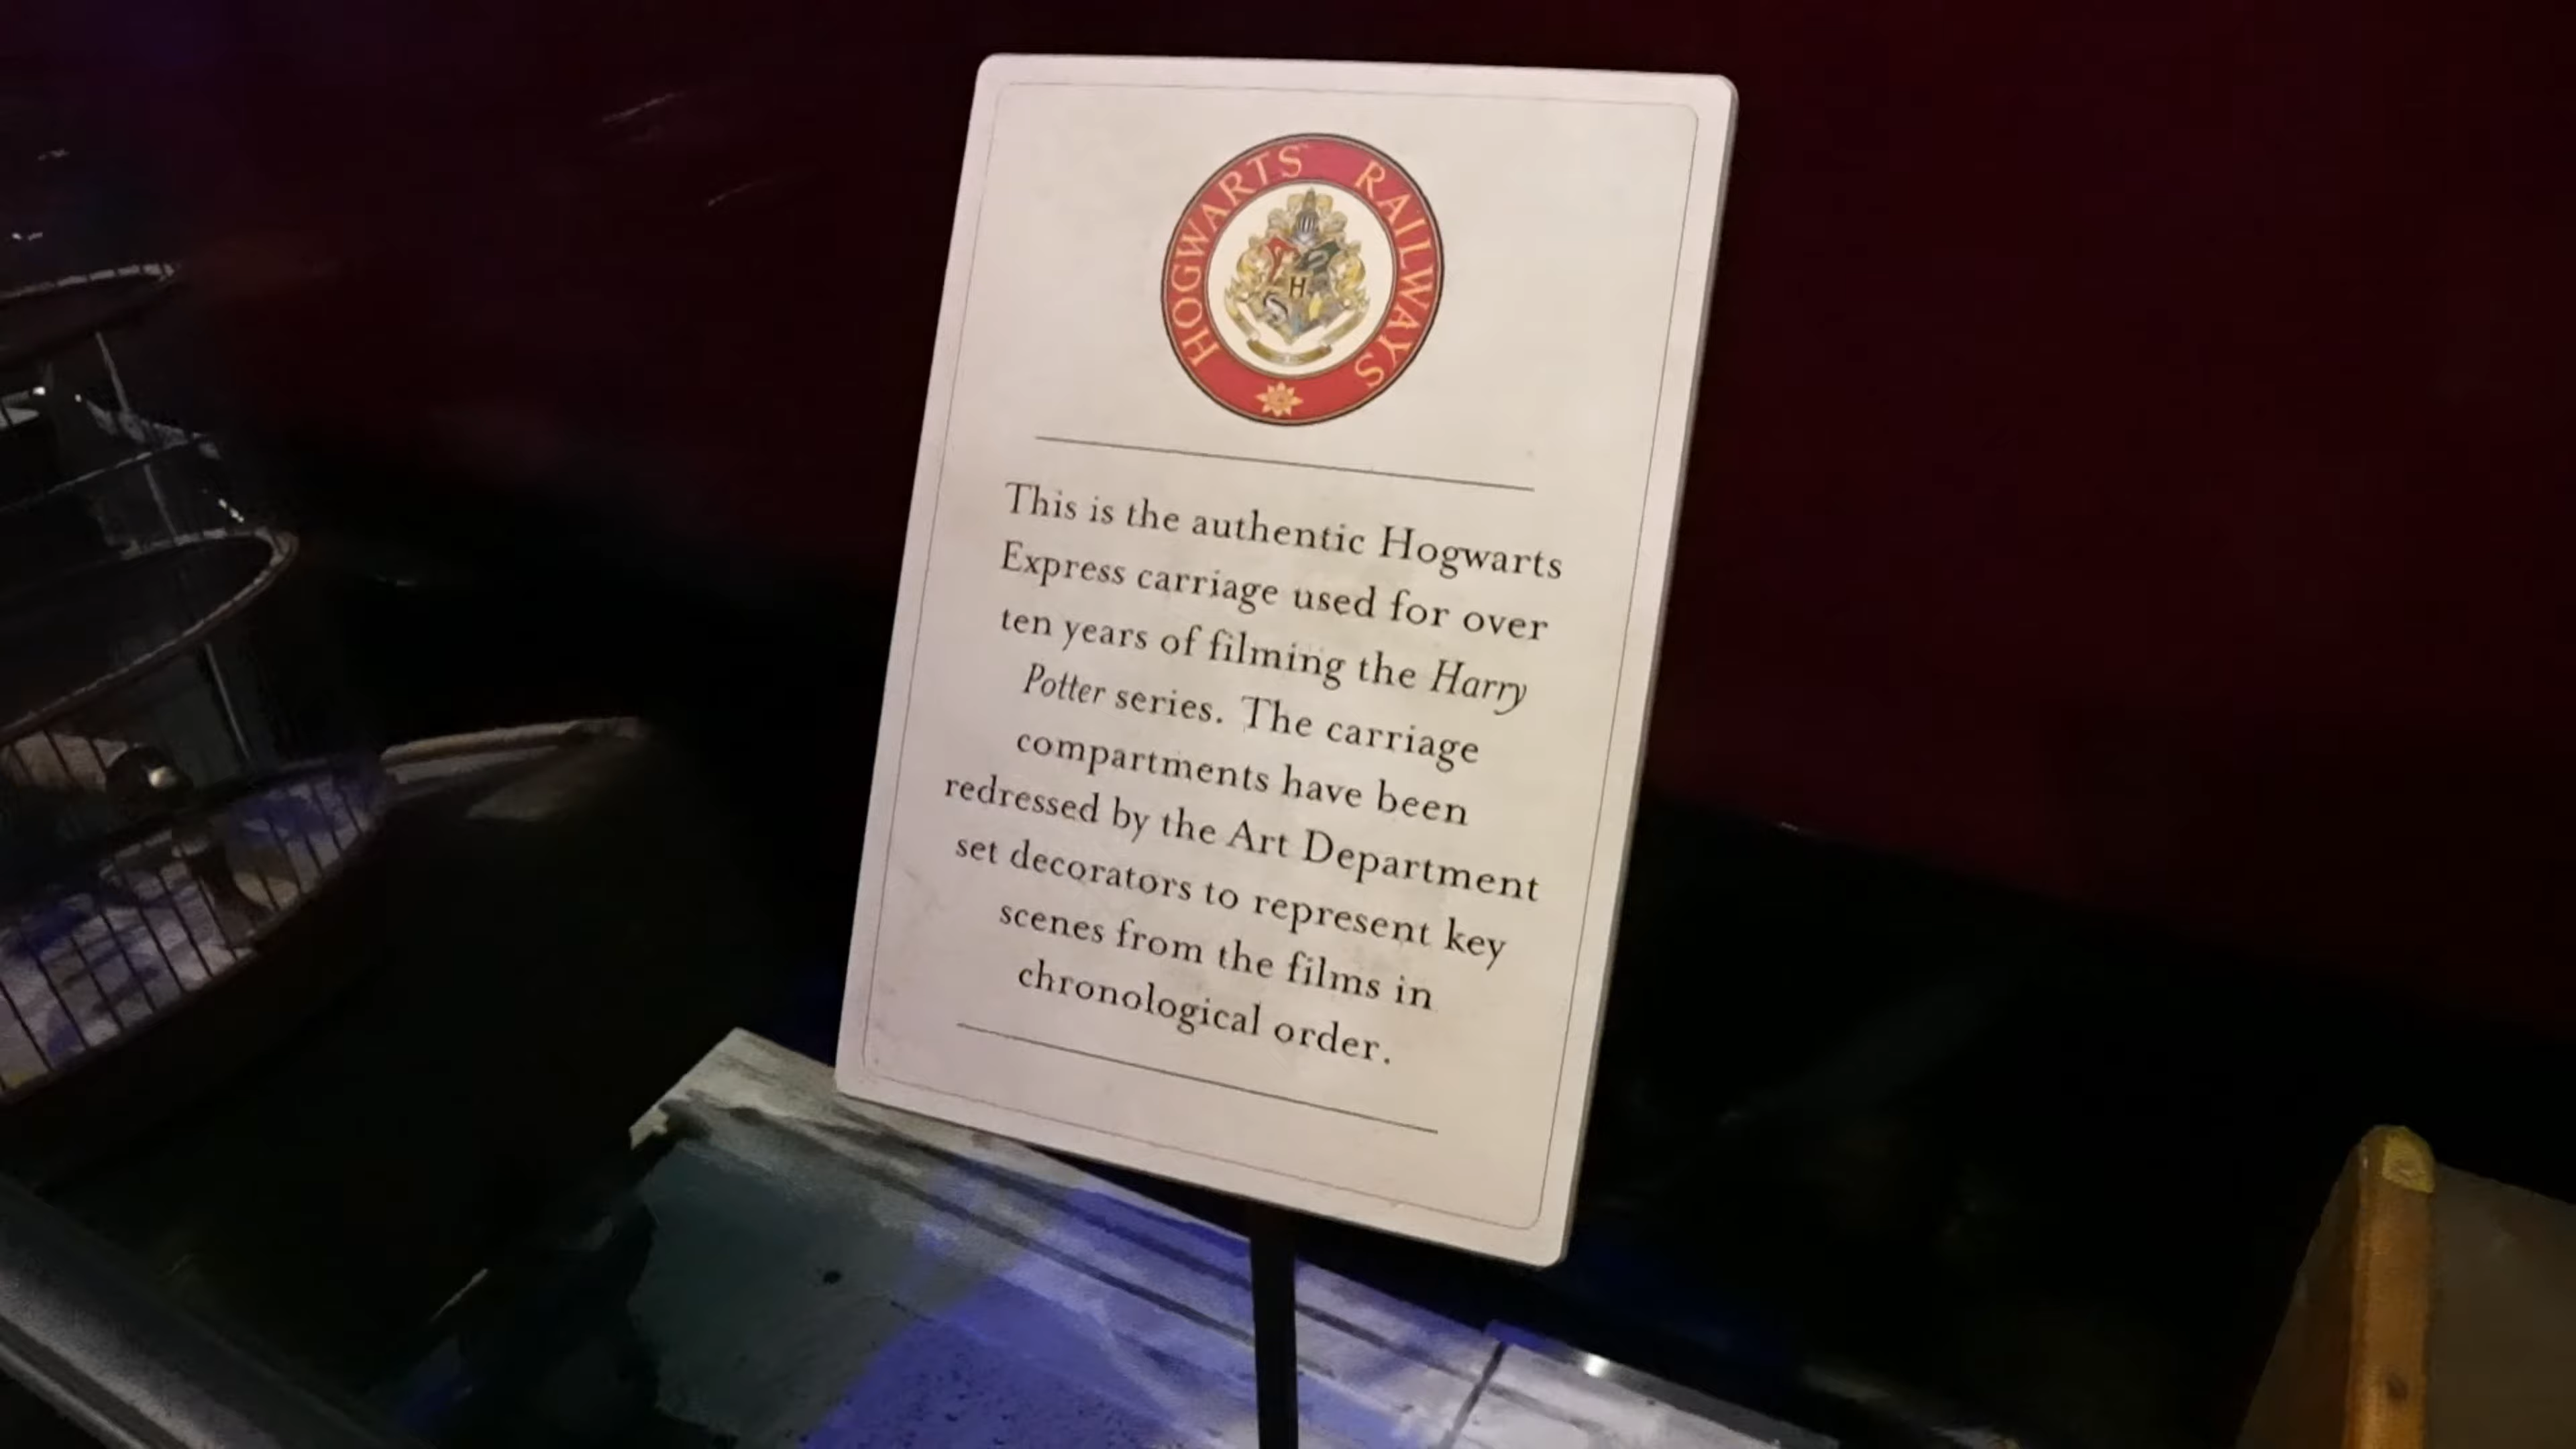 HOGWARTS RAILWAYS
H
This is the authentic Hogwarts
Express carriage used for over
ten years of filming the Harry
Potter series. The carriage
compartments have been
redressed by the Art Department
set decorators to represent key
scenes from the films in
chronological order.